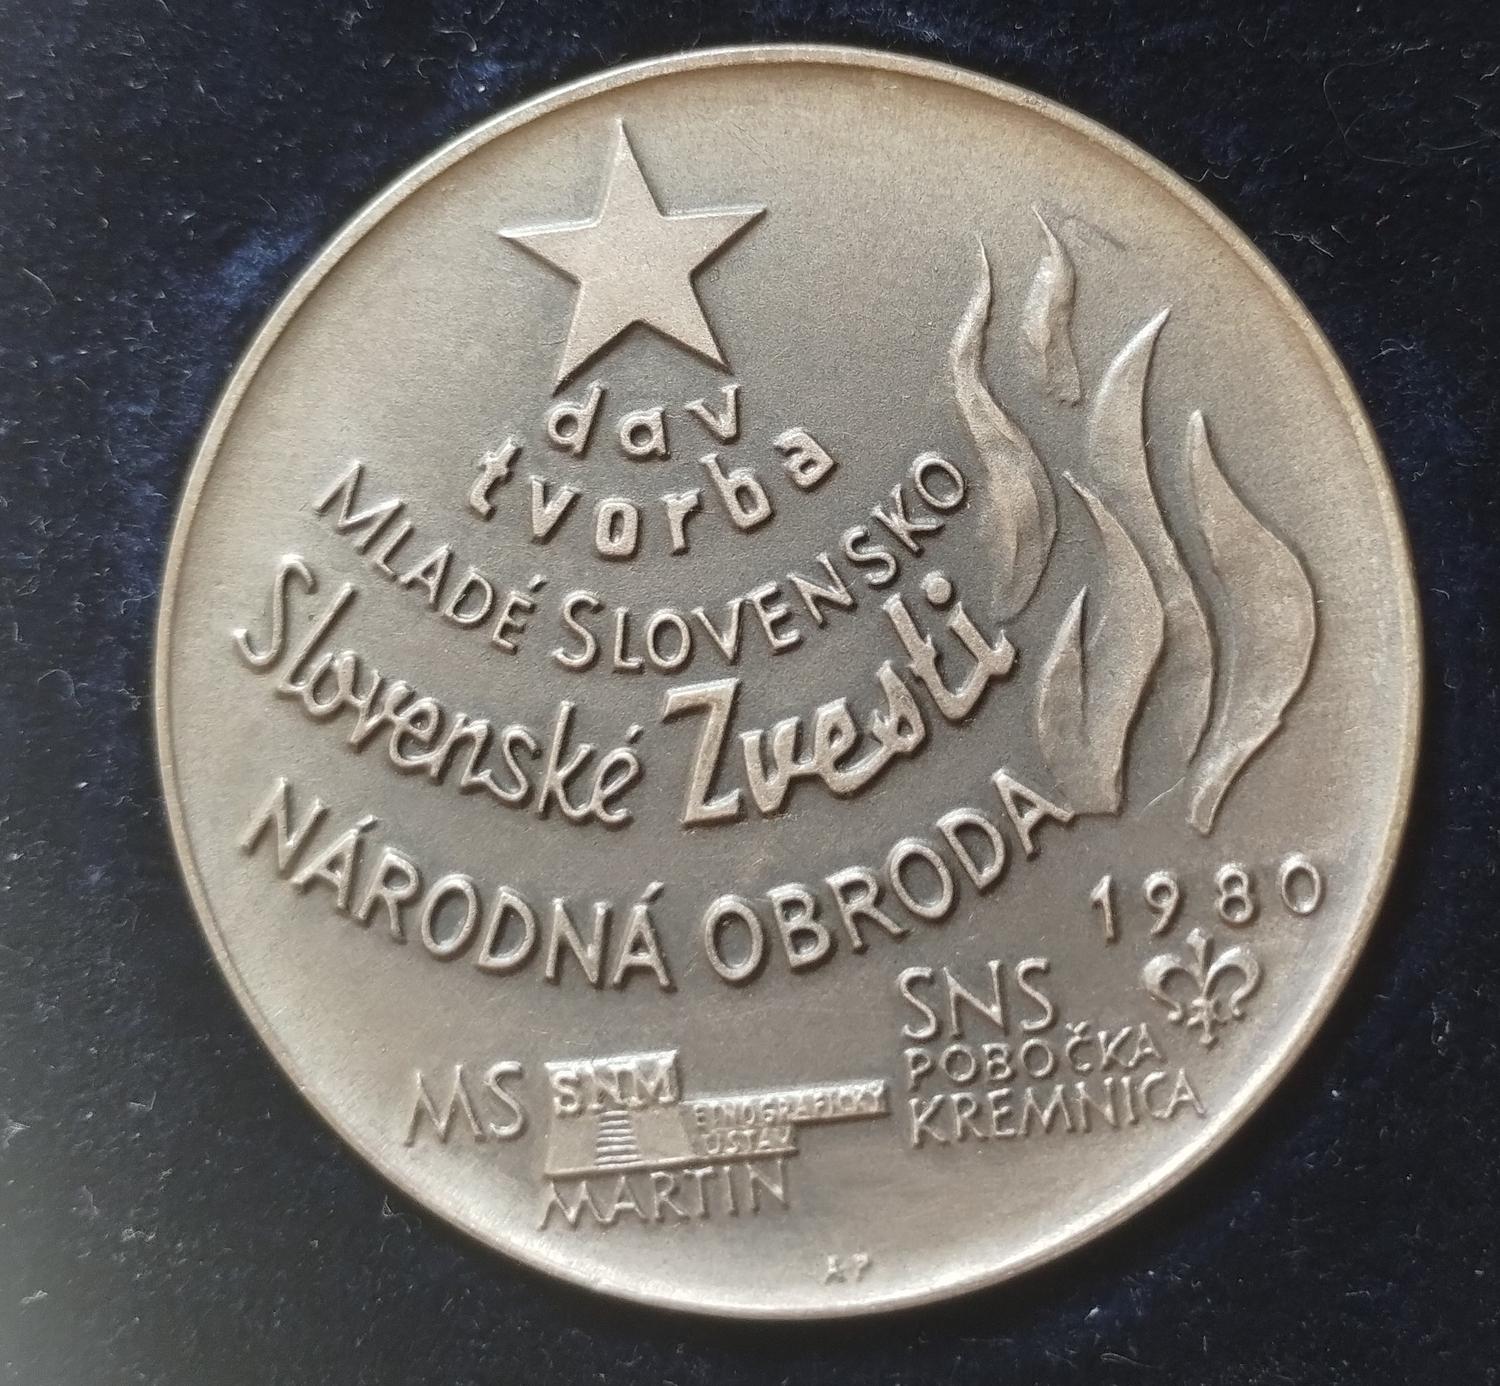 dav
tvorba
MLADÉ SLOVENSKO
Slovenské Zvesti
NÁRODNÁ OBRODA
1980
SNS
POBOČKA
KREMNICA
MS
SNM
ETNOGRAFICKÝ
ÚSTAV
MARTIN
AP